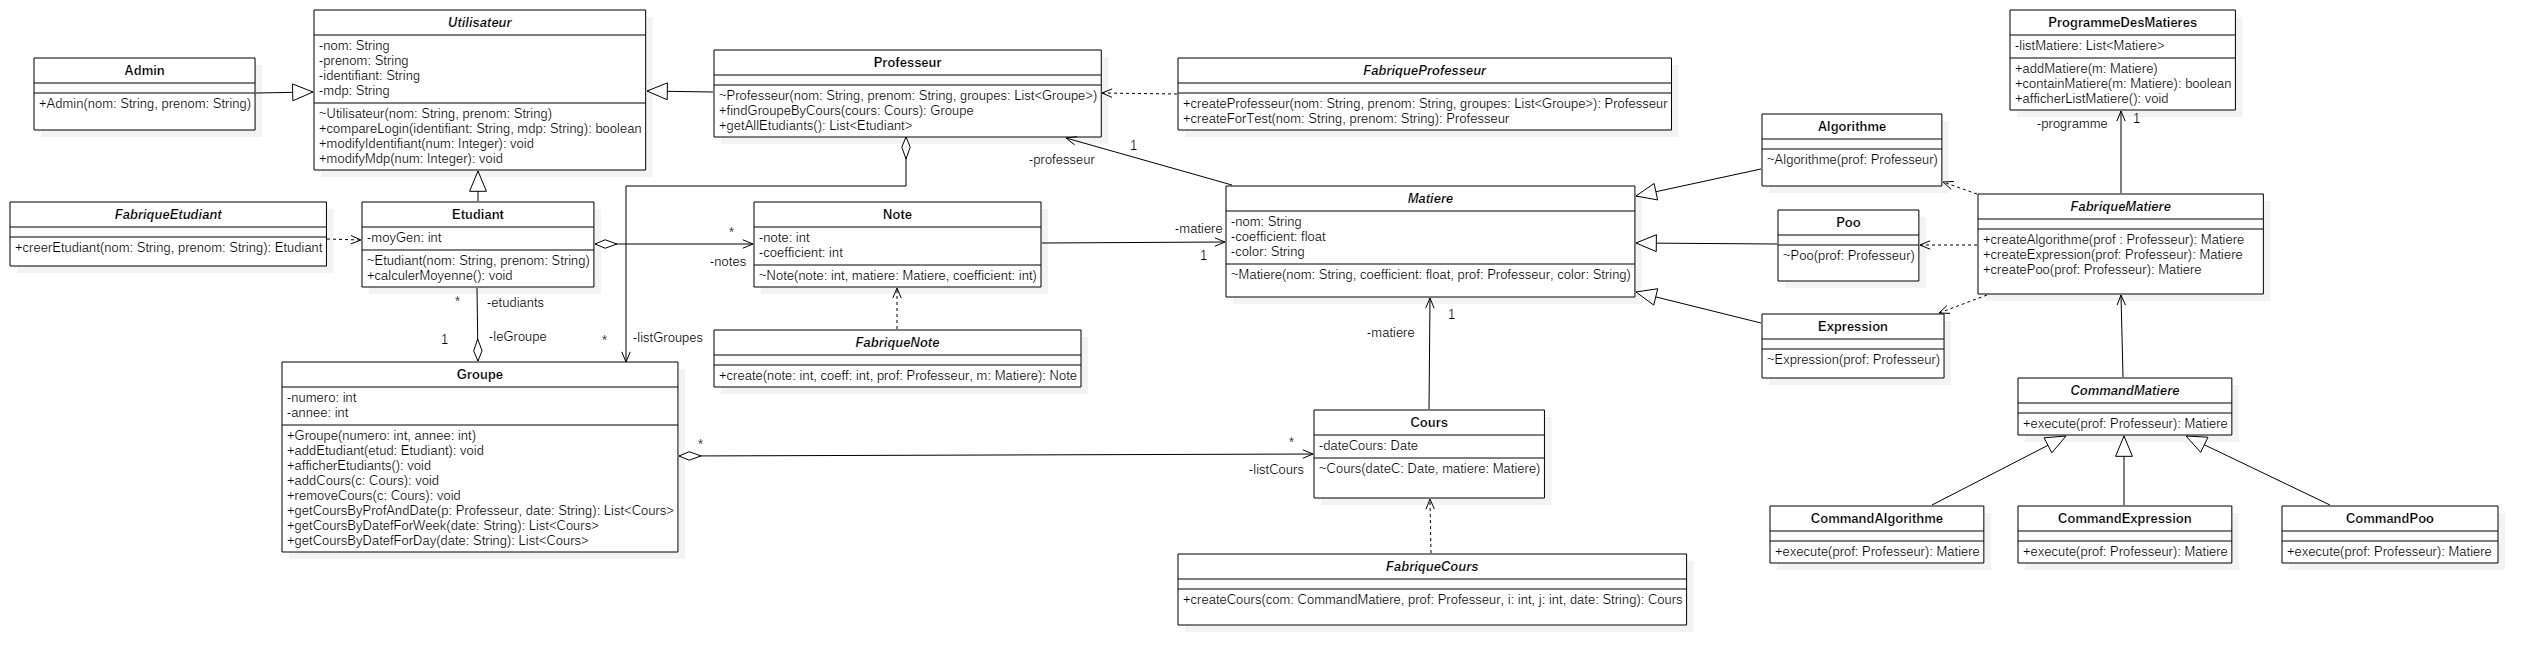 Utilisateur
-nom: String
-prenom: String
-identifiant: String
-mdp: String
~Utilisateur(nom: String, prenom: String)
+compareLogin(identifiant: String, mdp: String): boolean
+modifyIdentifiant(num: Integer): void
+modifyMdp(num: Integer): void
Admin
+Admin(nom: String, prenom: String)
Professeur
~Professeur(nom: String, prenom: String, groupes: List<Groupe>)
+findGroupeByCours(cours: Cours): Groupe
+getAllEtudiants(): List<Etudiant>
FabriqueProfesseur
+createProfesseur(nom: String, prenom: String, groupes: List<Groupe>): Professeur
+createForTest(nom: String, prenom: String): Professeur
ProgrammeDesMatieres
-listMatiere: List<Matiere>
+addMatiere(m: Matiere)
+containMatiere(m: Matiere): boolean
+afficherListMatiere(): void
-programme
1
Algorithme
~Algorithme(prof: Professeur)
1
-professeur
FabriqueEtudiant
+creerEtudiant(nom: String, prenom: String): Etudiant
Etudiant
-moyGen: int
~Etudiant(nom: String, prenom: String)
+calculerMoyenne(): void
*
-notes
Note
-note: int
-coefficient: int
~Note(note: int, matiere: Matiere, coefficient: int)
-matiere
1
Matiere
-nom: String
-coefficient: float
-color: String
~Matiere(nom: String, coefficient: float, prof: Professeur, color: String)
Poo
~Poo(prof: Professeur)
FabriqueMatiere
+createAlgorithme(prof : Professeur): Matiere
+createExpression(prof: Professeur): Matiere
+createPoo(prof: Professeur): Matiere
*
-etudiants
1
-leGroupe
*
-listGroupes
FabriqueNote
+create(note: int, coeff: int, prof: Professeur, m: Matiere): Note
1
-matiere
Expression
~Expression(prof: Professeur)
Groupe
-numero: int
-annee: int
+Groupe(numero: int, annee: int)
+addEtudiant(etud: Etudiant): void
+afficherEtudiants(): void
+addCours(c: Cours): void
+removeCours(c: Cours): void
+getCoursByProfAndDate(p: Professeur, date: String): List<Cours>
+getCoursByDatefForWeek(date: String): List<Cours>
+getCoursByDatefForDay(date: String): List<Cours>
*
*
-listCours
Cours
-dateCours: Date
~Cours(dateC: Date, matiere: Matiere)
CommandMatiere
+execute(prof: Professeur): Matiere
CommandAlgorithme
+execute(prof: Professeur): Matiere
CommandExpression
+execute(prof: Professeur): Matiere
CommandPoo
+execute(prof: Professeur): Matiere
FabriqueCours
+createCours(com: CommandMatiere, prof: Professeur, i: int, j: int, date: String): Cours